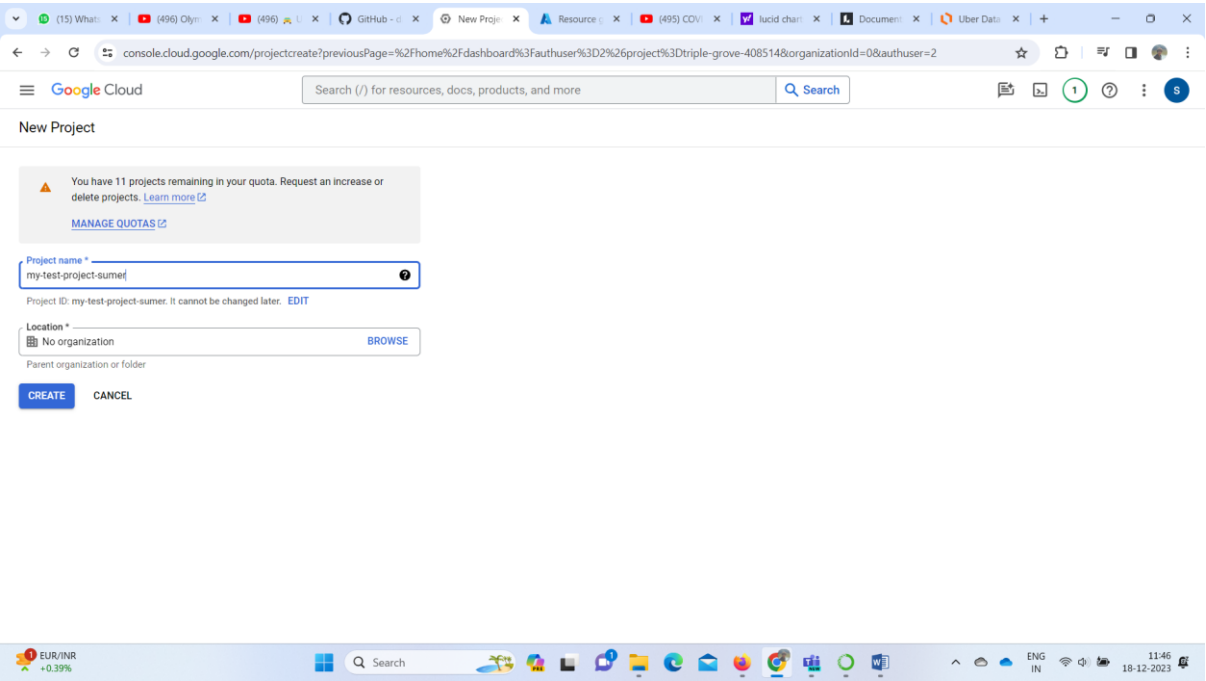 (15) Whats
(496) Olym
(496)
GitHub - d
New Proje
Resource g
(495) COVI
lucid chart
Document
Uber Data
console.cloud.google.com/projectcreate?previousPage=%2Fhome%2Fdashboard%3Fauthuser%3D2%26project%3Dtriple-grove-408514&organizationId=0&authuser=2
Google Cloud
Search (/) for resources, docs, products, and more
Search
1
S
New Project
You have 11 projects remaining in your quota. Request an increase or
delete projects. Learn more
MANAGE QUOTAS
Project name *
my-test-project-sumer
Project ID: my-test-project-sumer. It cannot be changed later. EDIT
Location *
No organization
BROWSE
Parent organization or folder
CREATE
CANCEL
1
EUR/INR
+0.39%
Search
1
ENG
IN
11:46
18-12-2023